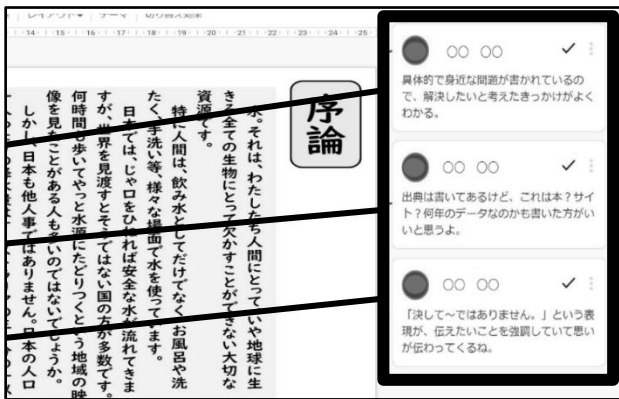 レイアウト▼ テーマ 切り替え効果
14 15 16 17 18 19 20 21 22 23 24 25
序論
水。それは、わたしたち人間にとって、いや地球に生
きる全ての生物にとって欠かすことができない大切な
資源です。
特に人間は、飲み水としてだけでなく、お風呂や洗
たく、手洗い等、様々な場面で水を使っています。
日本では、じゃ口をひねれば安全な水が流れてきま
すが、世界を見渡すとそうではない国の方が多数です。
何時間も歩いてやっと水源にたどりつくという地域の映
像を見たことがある人も多いのではないでしょうか。
しかし、日本も他人事ではありません。日本の人口
○○ ○○
具体的で身近な問題が書かれているの
で、解決したいと考えたきっかけがよく
わかる。
○○ ○○
出典は書いてあるけど、これは本？サイ
ト？何年のデータなのかも書いた方がい
いと思うよ。
○○ ○○
「決して～ではありません。」という表
現が、伝えたいことを強調していて思い
が伝わってくるね。